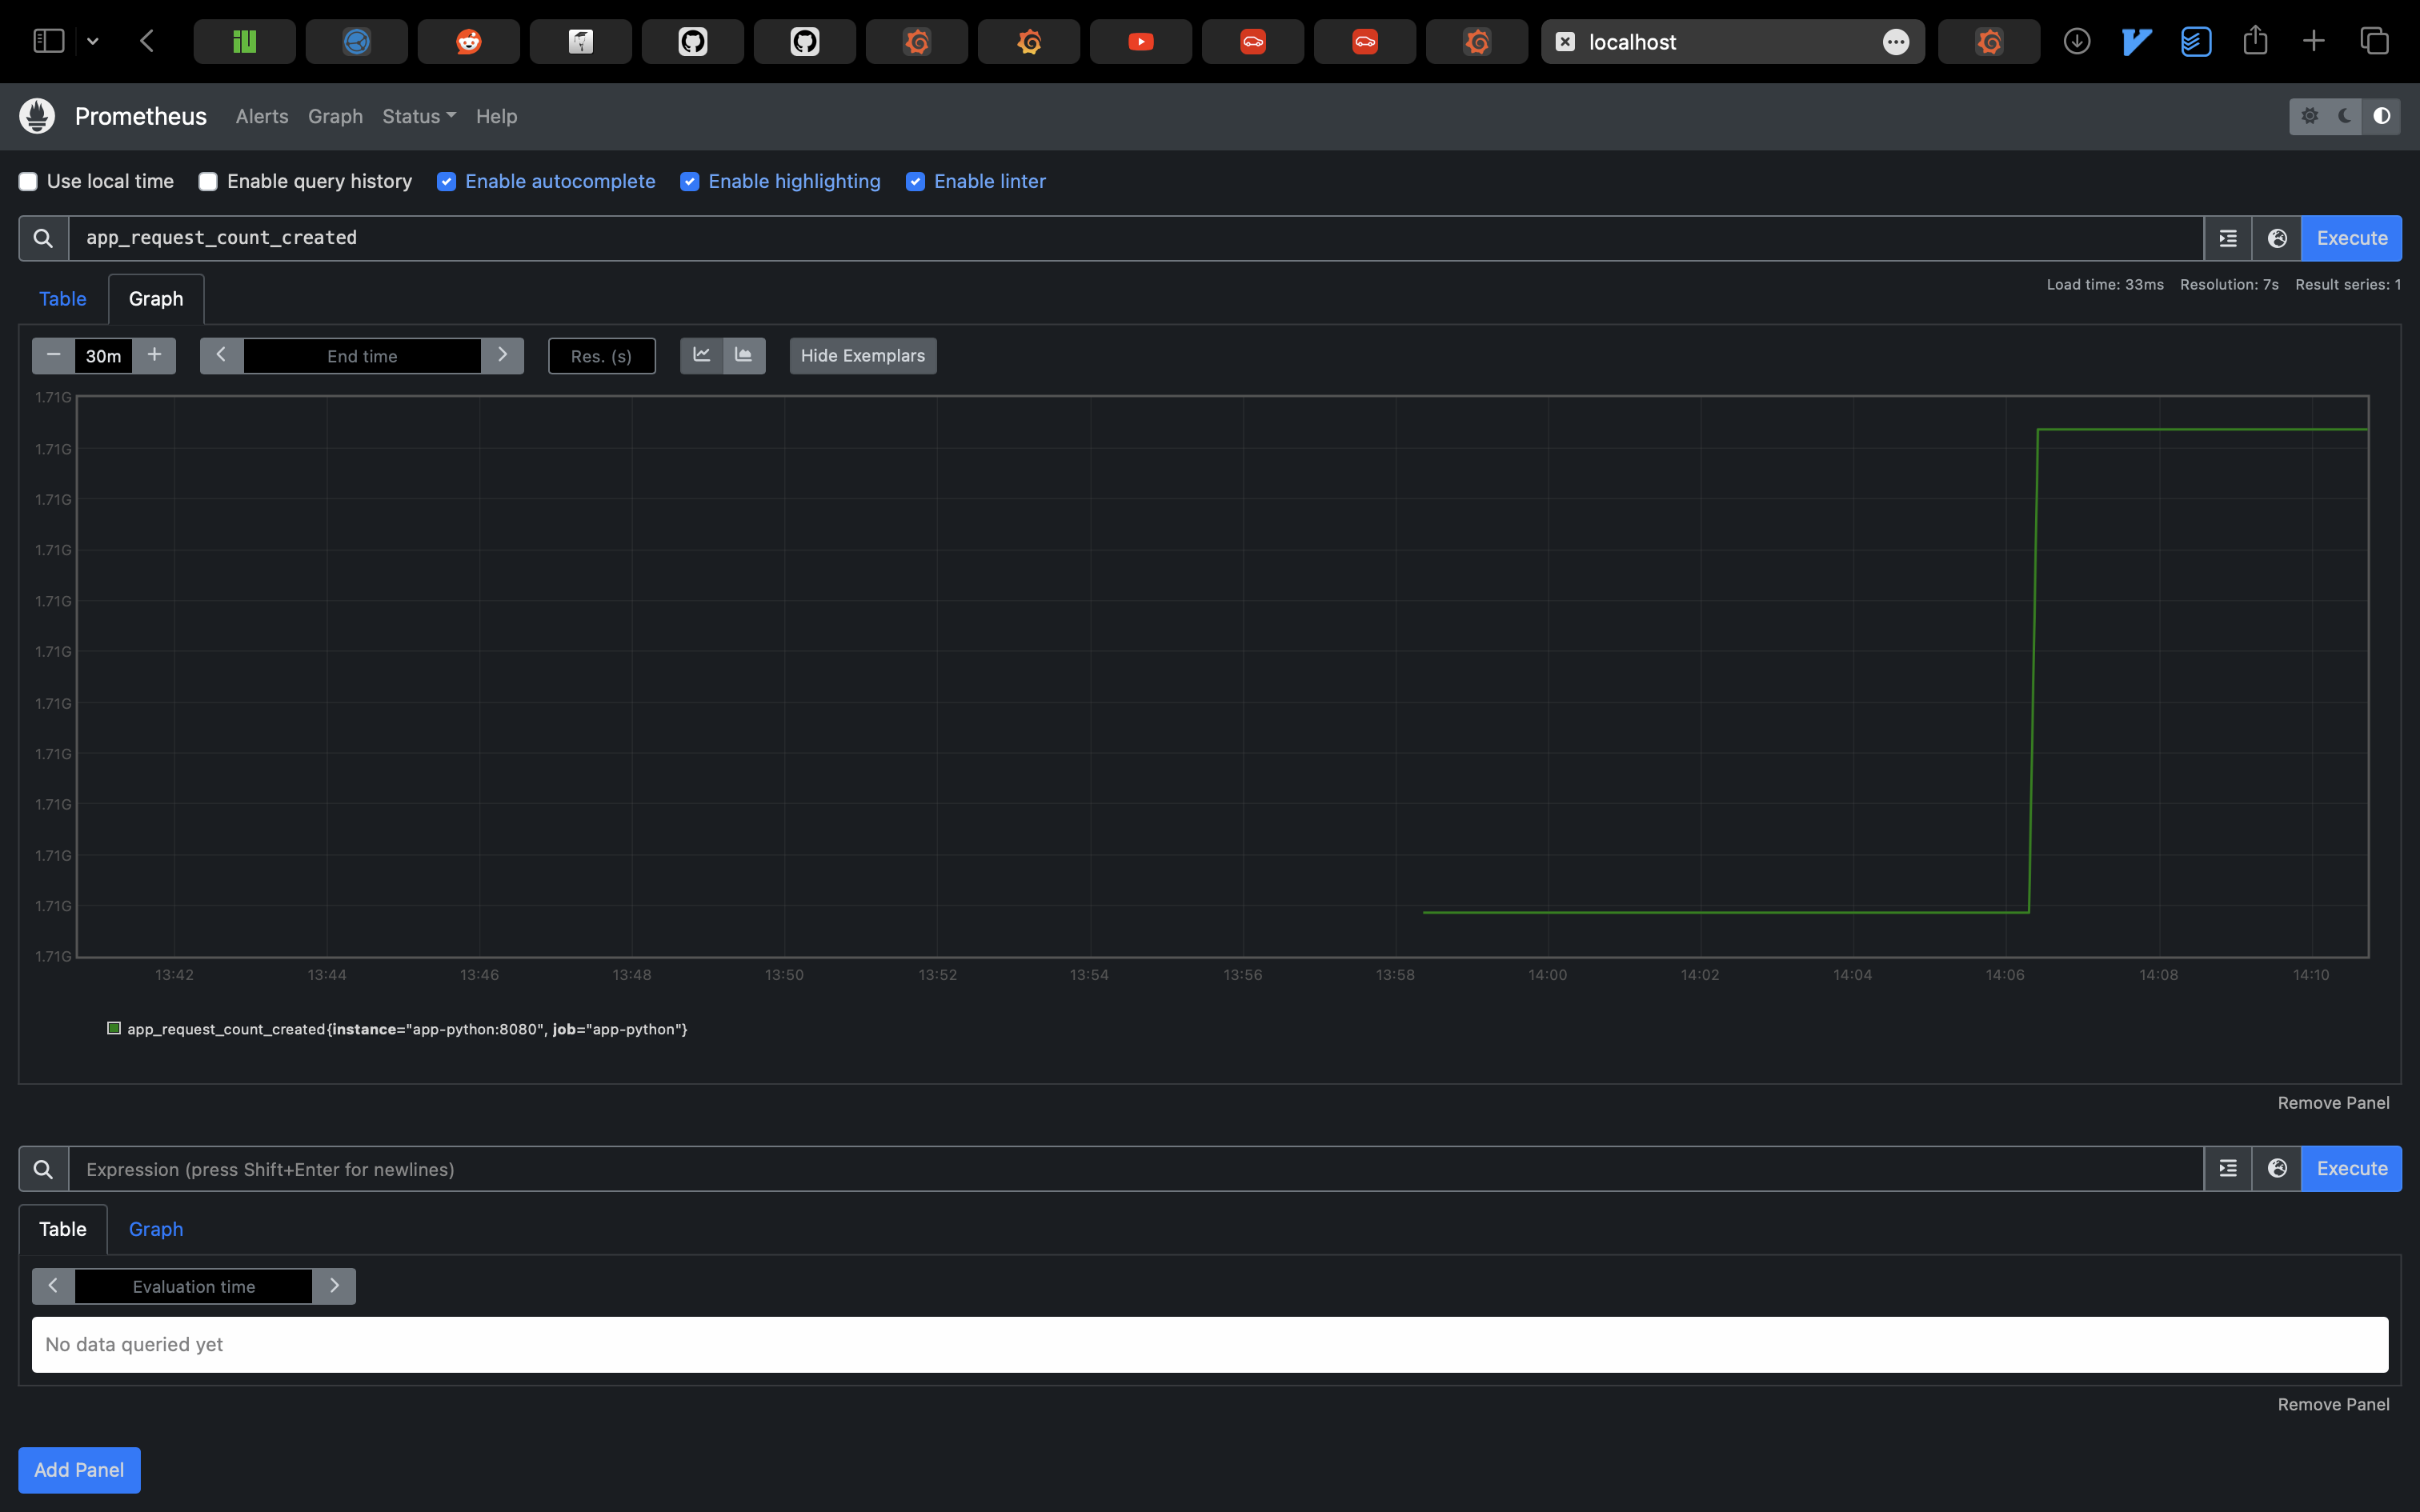 localhost
Prometheus Alerts Graph Status Help
Use local time Enable query history Enable autocomplete Enable highlighting Enable linter
app_request_count_created Execute
Load time: 33ms Resolution: 7s Result series: 1
Table Graph
30m End time Res. (s) Hide Exemplars
1.71G
1.71G
1.71G
1.71G
1.71G
1.71G
1.71G
1.71G
1.71G
1.71G
1.71G
1.71G
13:42 13:44 13:46 13:48 13:50 13:52 13:54 13:56 13:58 14:00 14:02 14:04 14:06 14:08 14:10
app_request_count_created{instance="app-python:8080", job="app-python"}
Remove Panel
Expression (press Shift+Enter for newlines) Execute
Table Graph
Evaluation time
No data queried yet
Remove Panel
Add Panel